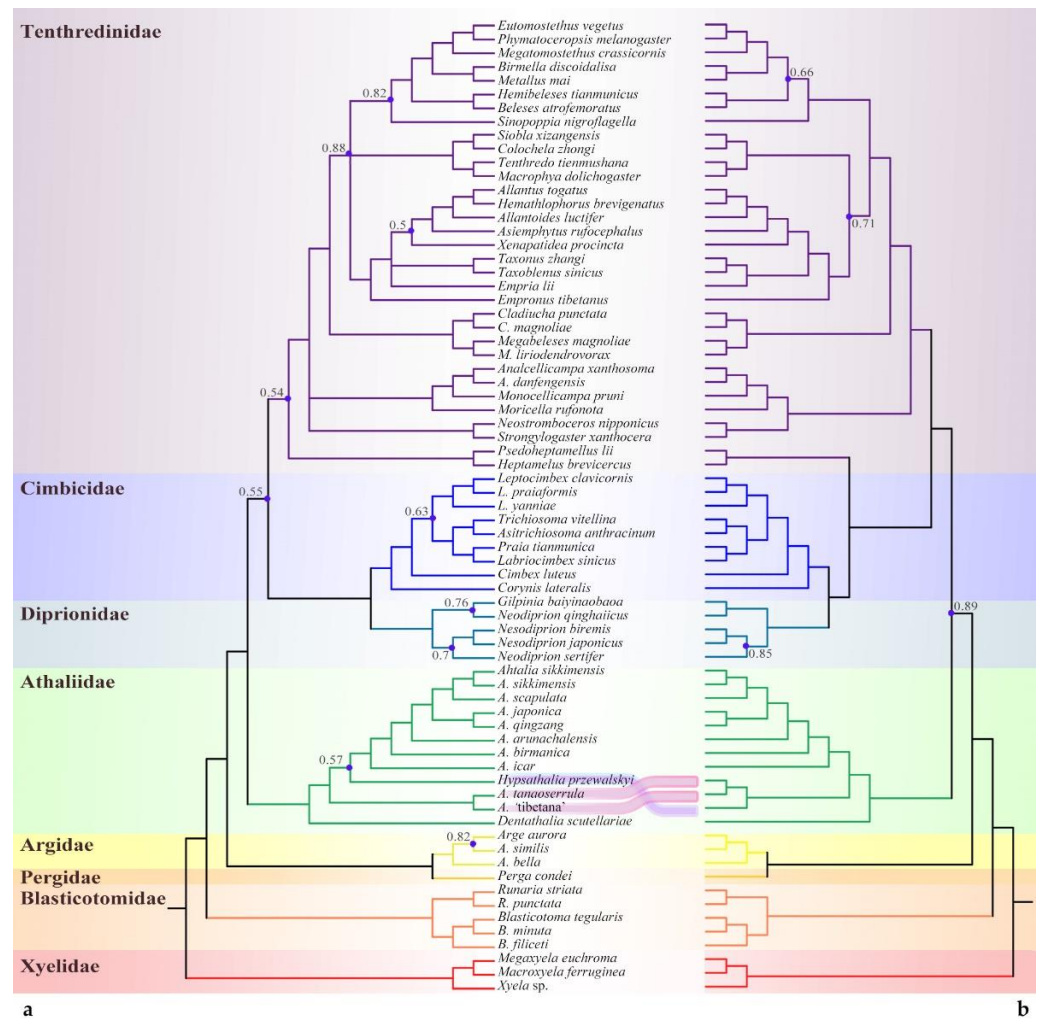 Tenthredinidae
Eutomostethus vegetus
Phymatoceropsis melanogaster
Megatomostethus crassicornis
Birmella discoidalisa
Metallus mai
0.66
0.82
Hemibeleses tianmunicus
Beleses atrofemoratus
Sinopoppia nigroflagella
Siobla xizangensis
0.88
Colochela zhongi
Tenthredo tienmushana
Macrophya dolichogaster
Allantus togatus
Hemathlophorus brevigenatus
Allantoides luctifer
0.5
0.71
Asiemphytus rufocephalus
Xenapatidea procincta
Taxonus zhangi
Taxoblenus sinicus
Empria lii
Empronus tibetanus
Cladiucha punctata
C. magnoliae
Megabeleses magnoliae
M. liriodendrovorax
Analcellicampa xanthosoma
A. danfengensis
0.54
Monocellicampa pruni
Moricella rufonota
Neostromboceros nipponicus
Strongylogaster xanthocera
Psedoheptamellus lii
Heptamelus brevicercus
Cimbicidae
Leptocimbex clavicornis
0.55
L. praiaformis
L. yanniae
0.63
Trichiosoma vitellina
Asitrichiosoma anthracinum
Praia tianmunica
Labriocimbex sinicus
Cimbex luteus
Corynis lateralis
Diprionidae
0.76
Gilpinia baiyinaobaoa
0.89
Neodiprion qinghaiicus
Nesodiprion biremis
Nesodiprion japonicus
0.7
0.85
Neodiprion sertifer
Athaliidae
Ahtalia sikkimensis
A. sikkimensis
A. scapulata
A. japonica
A. qingzang
A. arunachalensis
A. birmanica
0.57
A. icar
Hypsathalia przewalskyi
A. tanaoserrula
A. 'tibetana'
Dentathalia scutellariae
Argidae
0.82
Arge aurora
A. similis
A. bella
Pergidae
Perga condei
Blasticotomidae
Runaria striata
R. punctata
Blasticotoma tegularis
B. minuta
B. filiceti
Xyelidae
Megaxyela euchroma
Macroxyela ferruginea
Xyela sp.
a
b